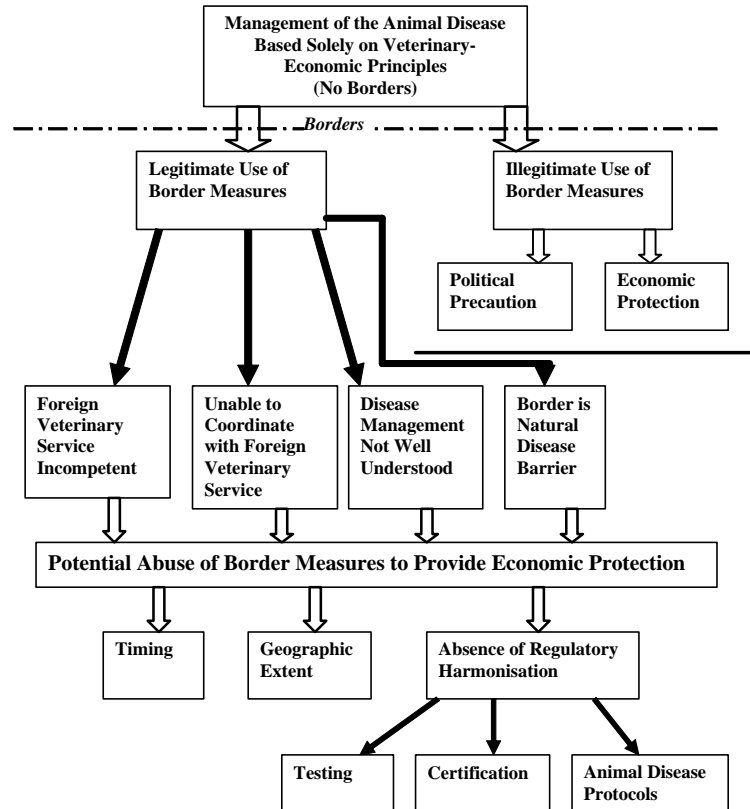 Management of the Animal Disease
Based Solely on Veterinary-
Economic Principles
(No Borders)
Borders
Legitimate Use of
Border Measures
Illegitimate Use of
Border Measures
Political
Precaution
Economic
Protection
Foreign
Veterinary
Service
Incompetent
Unable to
Coordinate
with Foreign
Veterinary
Service
Disease
Management
Not Well
Understood
Border is
Natural
Disease
Barrier
Potential Abuse of Border Measures to Provide Economic Protection
Timing
Geographic
Extent
Absence of Regulatory
Harmonisation
Testing
Certification
Animal Disease
Protocols